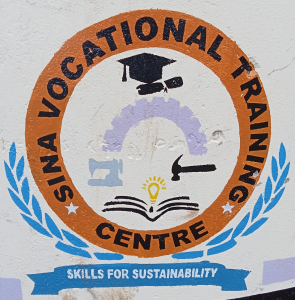 SINA VOCATIONAL TRAINING
CENTRE
SKILLS FOR SUSTAINABILITY